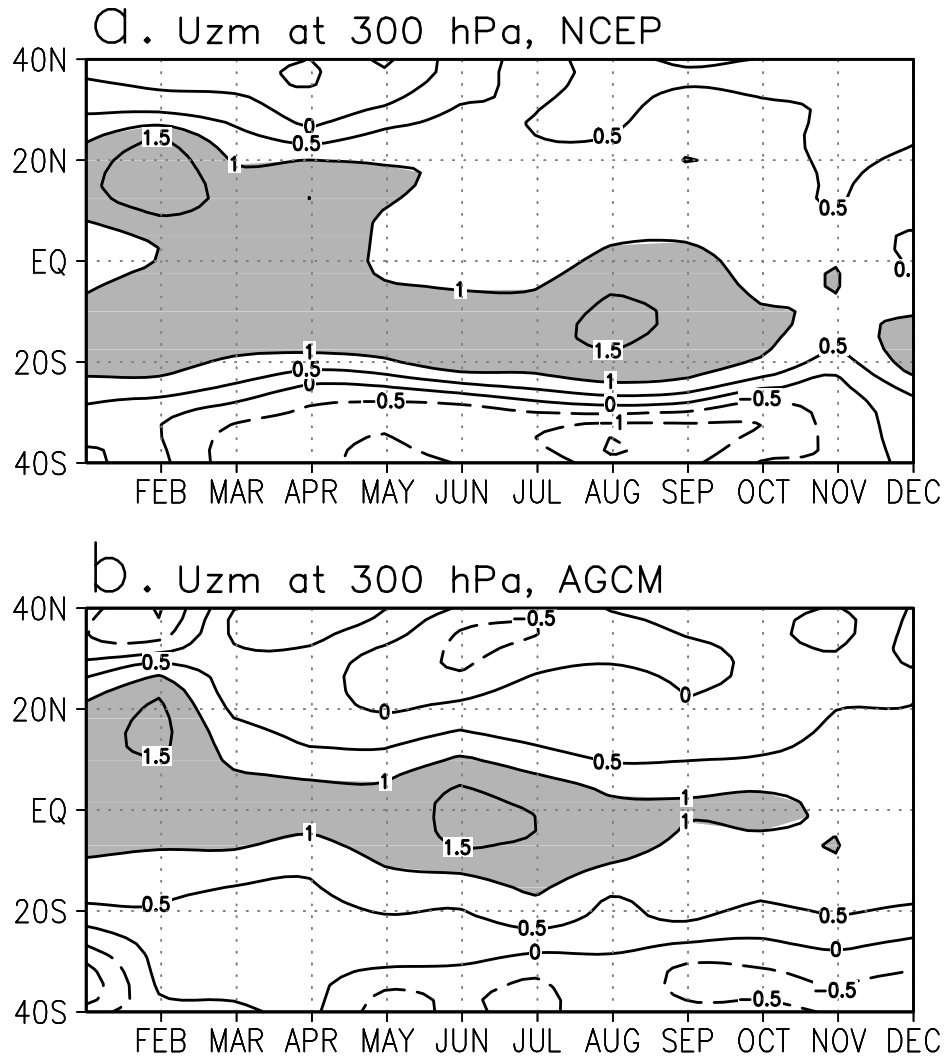 a. Uzm at 300 hPa, NCEP
40N
0
0.5
0.5
1.5
20N
1
0.5
EQ
0.
1
1
1.5
0.5
20S
0.5
1
0
0
-0.5
-0.5
-1
40S
FEB MAR APR MAY JUN JUL AUG SEP OCT NOV DEC
b. Uzm at 300 hPa, AGCM
40N
-0.5
0.5
0
0
20N
1.5
0.5
1
1
EQ
1
1
1.5
0.5
20S
0.5
0.5
0
0
-0.5
-0.5
40S
FEB MAR APR MAY JUN JUL AUG SEP OCT NOV DEC